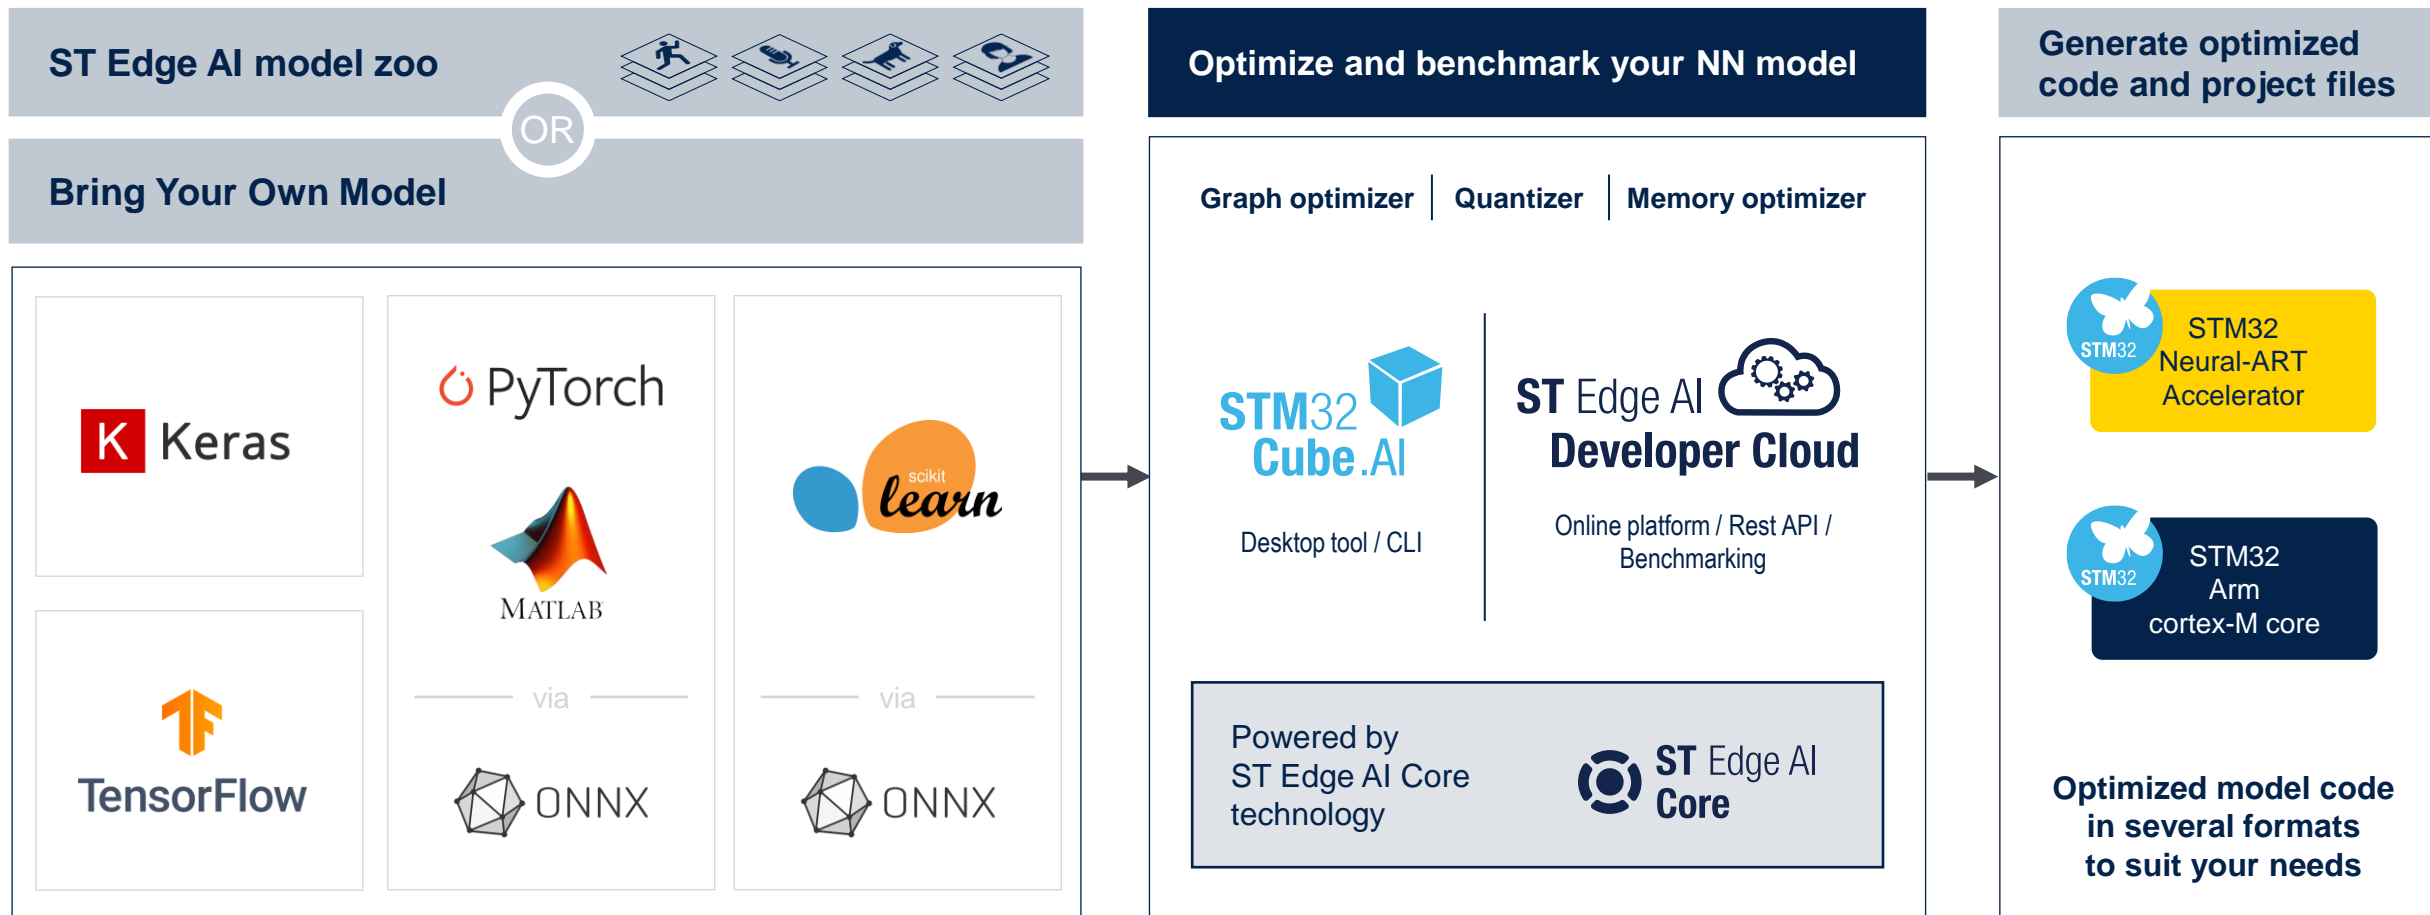 ST Edge AI model zoo
OR
Bring Your Own Model
Keras
TensorFlow
PyTorch
MATLAB
via
ONNX
scikit
learn
via
ONNX
Optimize and benchmark your NN model
Graph optimizer | Quantizer | Memory optimizer
STM32
Cube.AI
Desktop tool / CLI
ST Edge AI
Developer Cloud
Online platform / Rest API /
Benchmarking
Powered by
ST Edge AI Core
technology
ST Edge AI
Core
Generate optimized
code and project files
STM32
STM32
Neural-ART
Accelerator
STM32
STM32
Arm
cortex-M core
Optimized model code
in several formats
to suit your needs